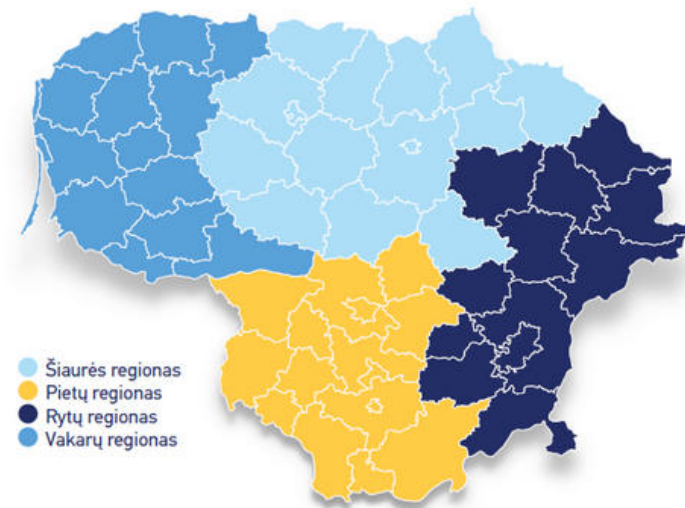 Šiaurės regionas
Pietų regionas
Rytų regionas
Vakarų regionas